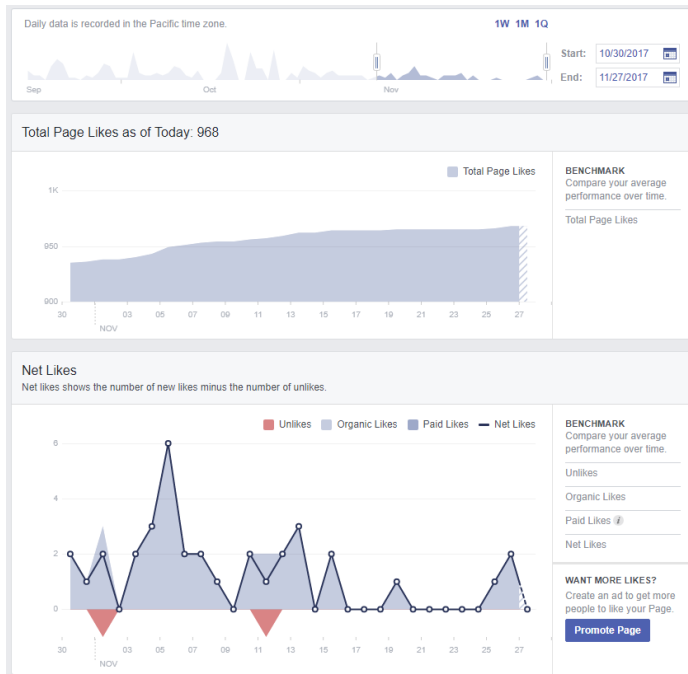 Daily data is recorded in the Pacific time zone.
1W 1M 1Q
Start: 10/30/2017
End: 11/27/2017
Sep Oct Nov
Total Page Likes as of Today: 968
Total Page Likes
1K
950
900
30 03 05 07 09 11 13 15 17 19 21 23 25 27
NOV
BENCHMARK
Compare your average
performance over time.
Total Page Likes
Net Likes
Net likes shows the number of new likes minus the number of unlikes.
Unlikes Organic Likes Paid Likes Net Likes
6
4
2
0
30 03 05 07 09 11 13 15 17 19 21 23 25 27
NOV
BENCHMARK
Compare your average
performance over time.
Unlikes
Organic Likes
Paid Likes i
Net Likes
WANT MORE LIKES?
Create an ad to get more
people to like your Page.
Promote Page